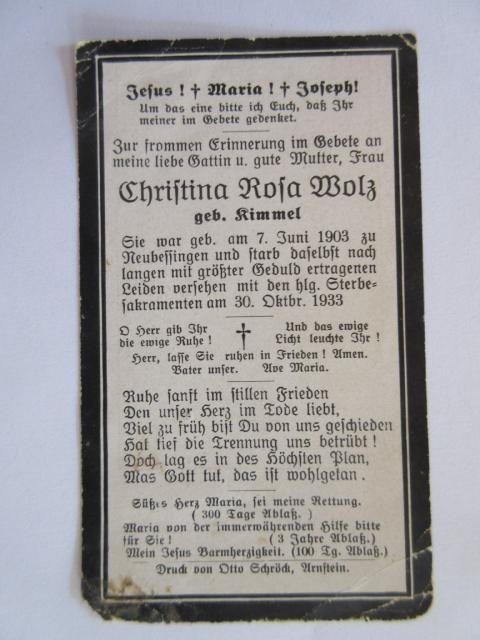 Jesus ! † Maria ! † Joseph!
Um das eine bitte ich Euch, daß Ihr
meiner im Gebete gedenket.
Zur frommen Erinnerung im Gebete an
meine liebe Gattin u. gute Mutter, Frau
Christina Rosa Wolz
geb. Kimmel
Sie war geb. am 7. Juni 1903 zu
Neubessingen und starb daselbst nach
langen mit größter Geduld ertragenen
Leiden versehen mit den hlg. Sterbe-
sakramenten am 30. Oktbr. 1933
O Herr gib Ihr
die ewige Ruhe !
†
Und das ewige
Licht leuchte Ihr !
Herr, lasse Sie ruhen in Frieden ! Amen.
Vater unser. Ave Maria.
Ruhe sanft im stillen Frieden
Den unser Herz im Tode liebt,
Viel zu früh bist Du von uns geschieden
Hat tief die Trennung uns betrübt !
Doch lag es in des Höchsten Plan,
Was Gott tut, das ist wohlgetan.
Süßes Herz Mariä, sei meine Rettung.
( 300 Tage Ablaß. )
Maria von der immerwährenden Hilfe bitte
für Sie ! ( 3 Jahre Ablaß.)
Mein Jesus Barmherzigkeit. (100 Tg. Ablaß.)
Druck von Otto Schröck, Arnstein.